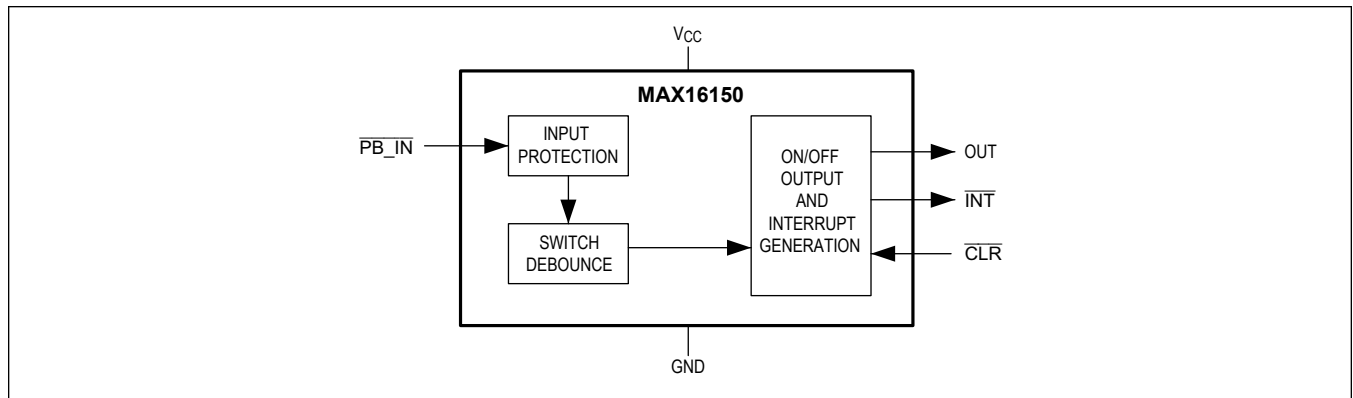 VCC
MAX16150
PB_IN
INPUT
PROTECTION
SWITCH
DEBOUNCE
ON/OFF
OUTPUT
AND
INTERRUPT
GENERATION
OUT
INT
CLR
GND